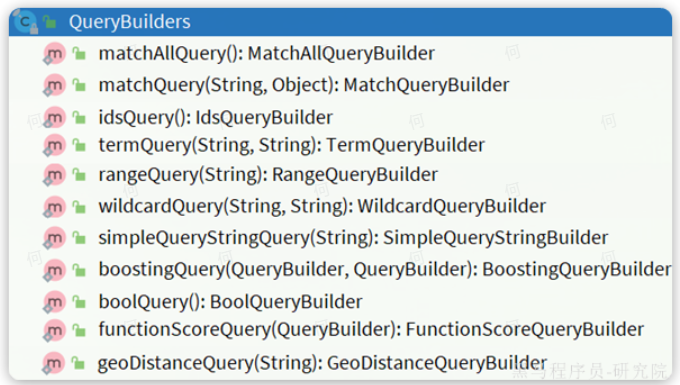 QueryBuilders
matchAllQuery(): MatchAllQueryBuilder
matchQuery(String, Object): MatchQueryBuilder
idsQuery(): IdsQueryBuilder
termQuery(String, String): TermQueryBuilder
rangeQuery(String): RangeQueryBuilder
wildcardQuery(String, String): WildcardQueryBuilder
simpleQueryStringQuery(String): SimpleQueryStringBuilder
boostingQuery(QueryBuilder, QueryBuilder): BoostingQueryBuilder
boolQuery(): BoolQueryBuilder
functionScoreQuery(QueryBuilder): FunctionScoreQueryBuilder
geoDistanceQuery(String): GeoDistanceQueryBuilder
黑马程序员-研究院